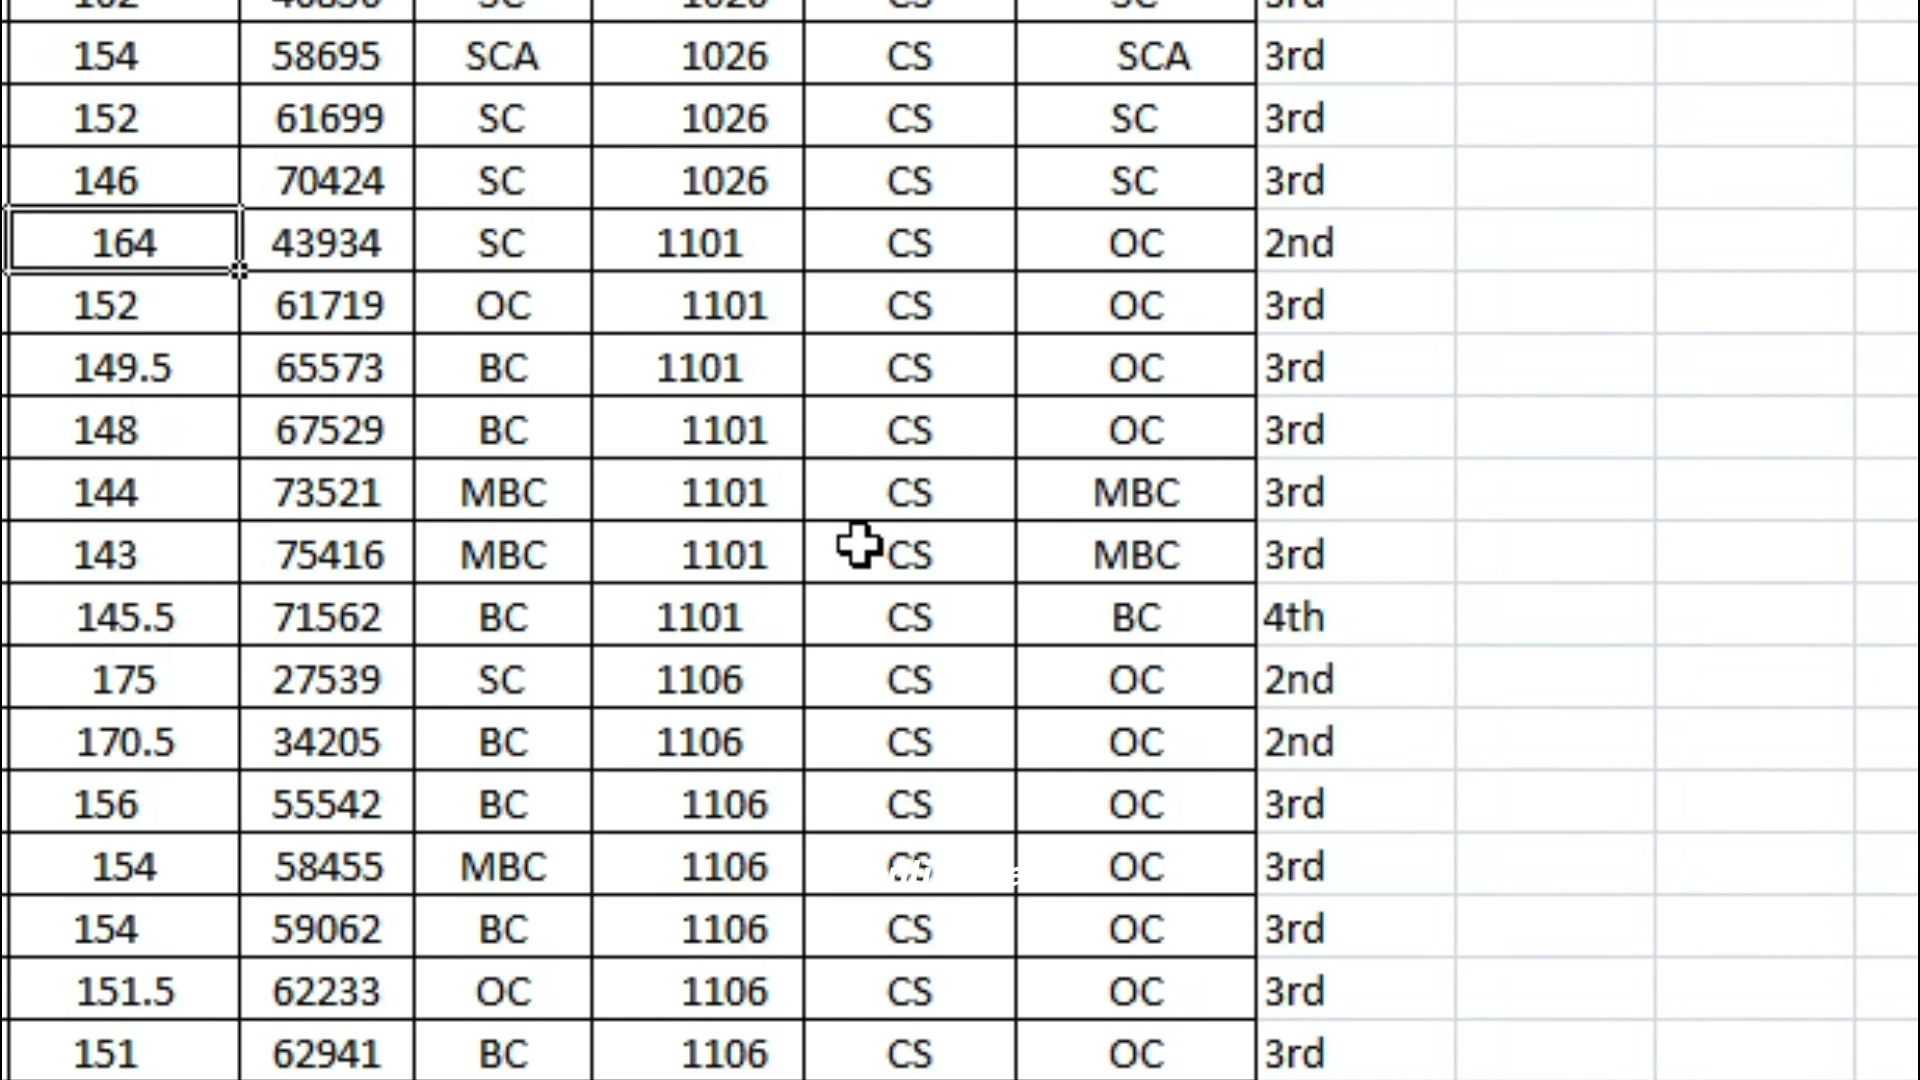 154 58695 SCA 1026 CS SCA 3rd
152 61699 SC 1026 CS SC 3rd
146 70424 SC 1026 CS SC 3rd
164 43934 SC 1101 CS OC 2nd
152 61719 OC 1101 CS OC 3rd
149.5 65573 BC 1101 CS OC 3rd
148 67529 BC 1101 CS OC 3rd
144 73521 MBC 1101 CS MBC 3rd
143 75416 MBC 1101 CS MBC 3rd
145.5 71562 BC 1101 CS BC 4th
175 27539 SC 1106 CS OC 2nd
170.5 34205 BC 1106 CS OC 2nd
156 55542 BC 1106 CS OC 3rd
154 58455 MBC 1106 CS OC 3rd
154 59062 BC 1106 CS OC 3rd
151.5 62233 OC 1106 CS OC 3rd
151 62941 BC 1106 CS OC 3rd